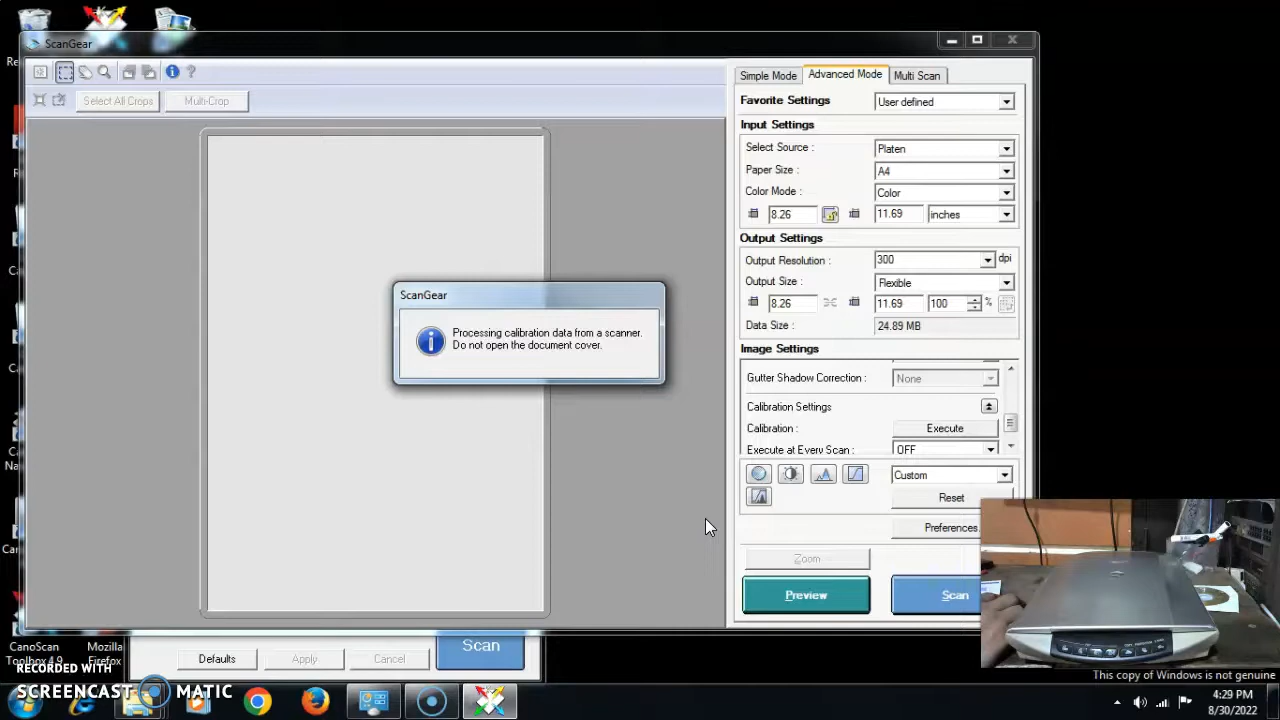 ScanGear
Simple Mode
Advanced Mode
Multi Scan
Select All Crops
Multi-Crop
Favorite Settings
User defined
Input Settings
Select Source :
Platen
Paper Size :
A4
Color Mode :
Color
8.26
11.69
inches
Output Settings
Output Resolution :
300
dpi
Output Size :
Flexible
8.26
11.69
100
%
Data Size :
24.89 MB
ScanGear
Processing calibration data from a scanner.
Do not open the document cover.
Image Settings
Gutter Shadow Correction :
None
Calibration Settings
Calibration :
Execute
Execute at Every Scan :
OFF
Custom
Reset
Preferences.
Zoom
Preview
Scan
Defaults
Apply
Cancel
Scan
CanoScan
Toolbox 4.9
Mozilla
Firefox
RECORDED WITH
SCREENCAST MATIC
This copy of Windows is not genuine
4:29 PM
8/30/2022